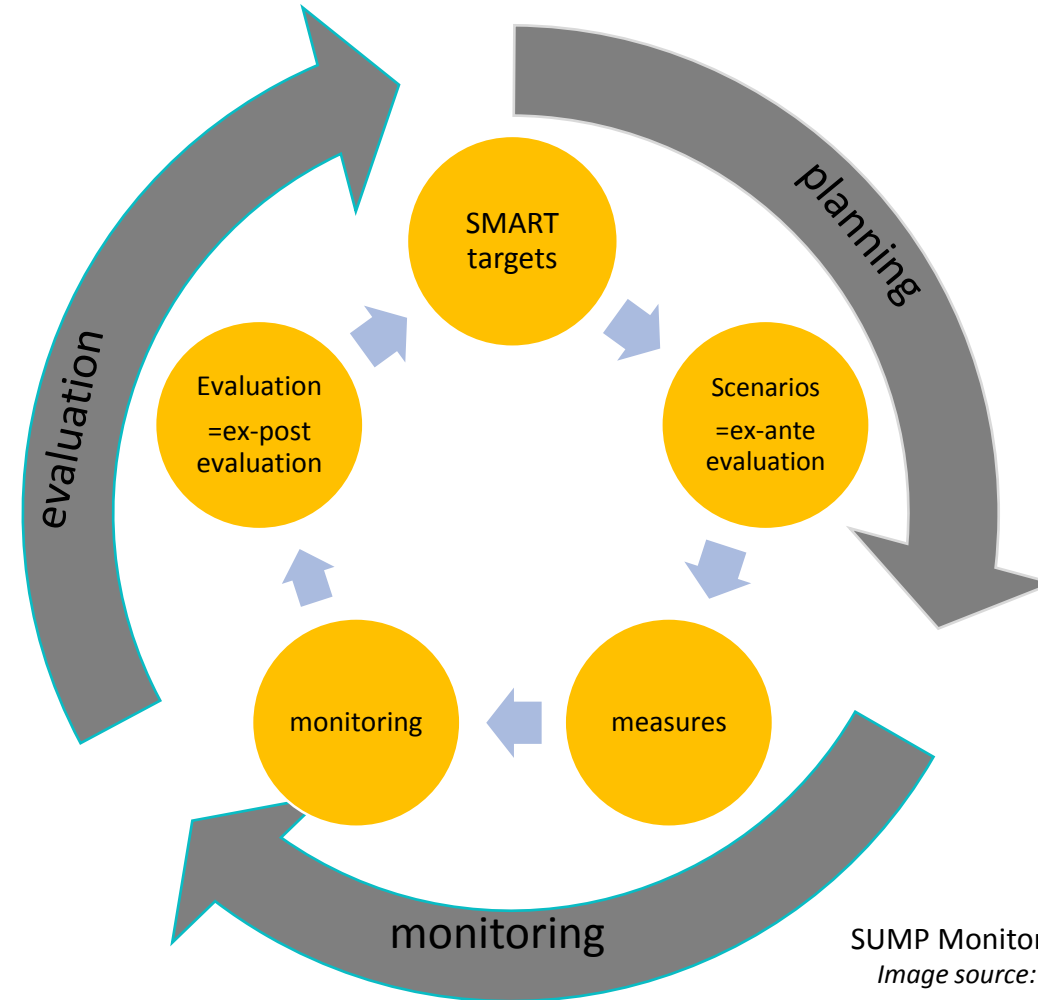 planning
SMART
targets
Scenarios
=ex-ante
evaluation
measures
monitoring
monitoring
Evaluation
=ex-post
evaluation
evaluation
SUMP Monitor
Image source: